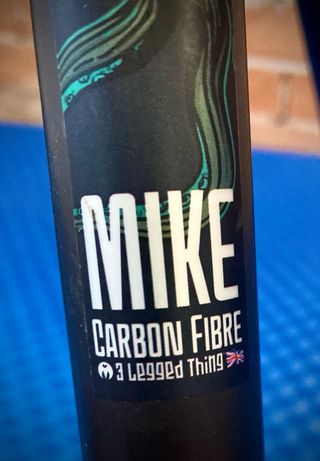 MIKE
CARBON FIBRE
3 Legged Thing